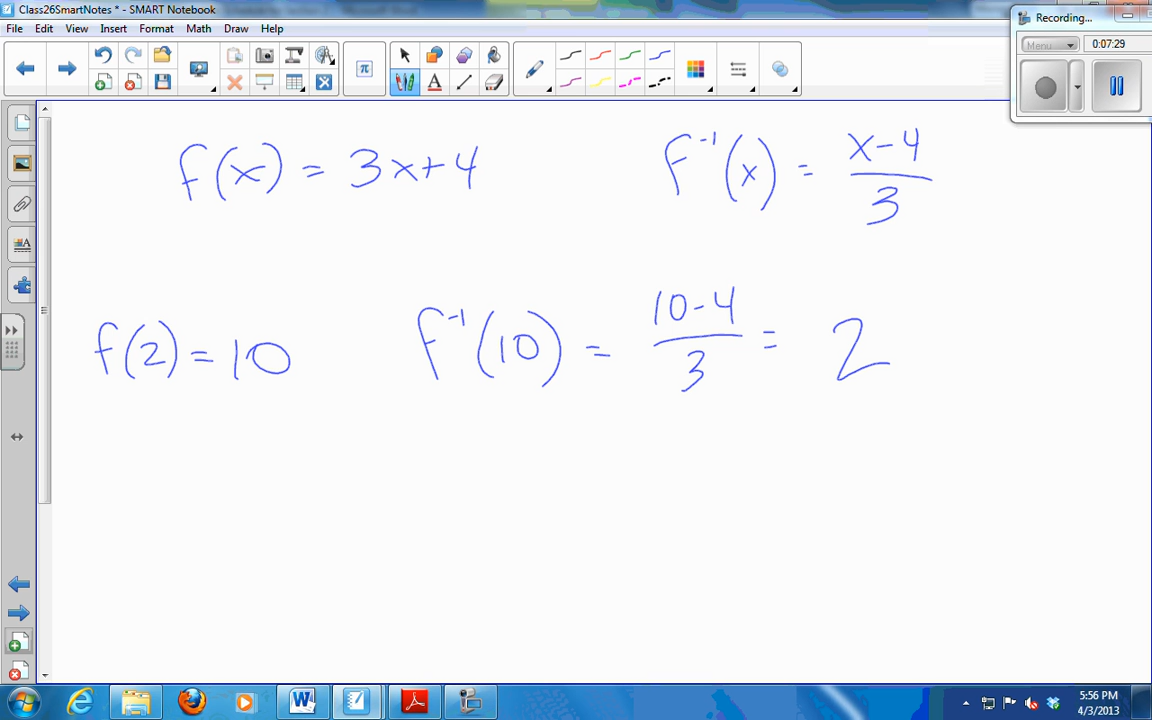 Class26SmartNotes * - SMART Notebook
Recording...
File Edit View Insert Format Math Draw Help
Menu
0:07:29
π
A
f(x) = 3x+4
f⁻¹(x) = (x-4)/3
f(2) = 10
f⁻¹(10) = (10-4)/3 = 2
5:56 PM
4/3/2013